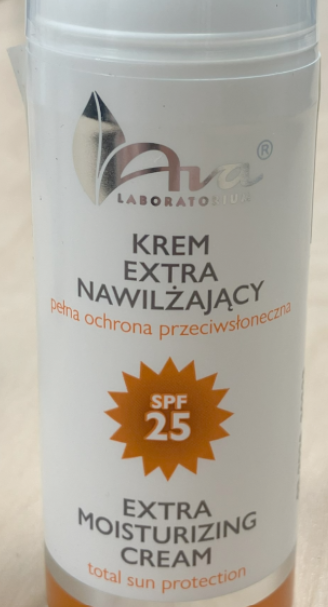 Ava®
LABORATORIUM
KREM
EXTRA
NAWILŻAJĄCY
pełna ochrona przeciwsłoneczna
SPF
25
EXTRA
MOISTURIZING
CREAM
total sun protection